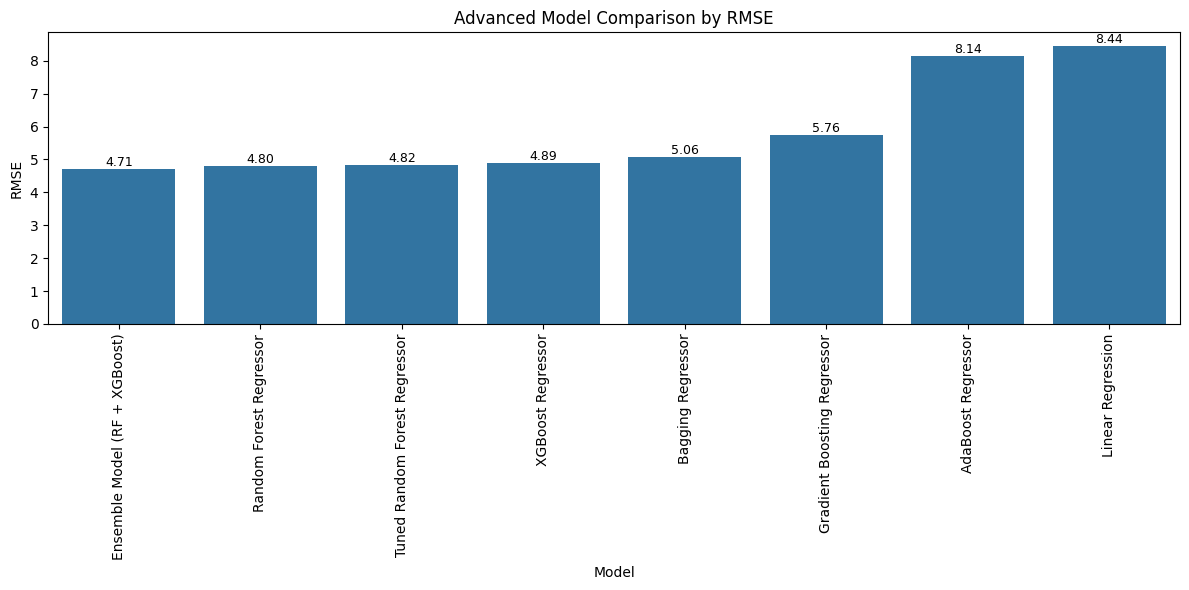 Advanced Model Comparison by RMSE
RMSE
8
7
6
5
4
3
2
1
0
4.71
4.80
4.82
4.89
5.06
5.76
8.14
8.44
Ensemble Model (RF + XGBoost)
Random Forest Regressor
Tuned Random Forest Regressor
XGBoost Regressor
Bagging Regressor
Gradient Boosting Regressor
AdaBoost Regressor
Linear Regression
Model